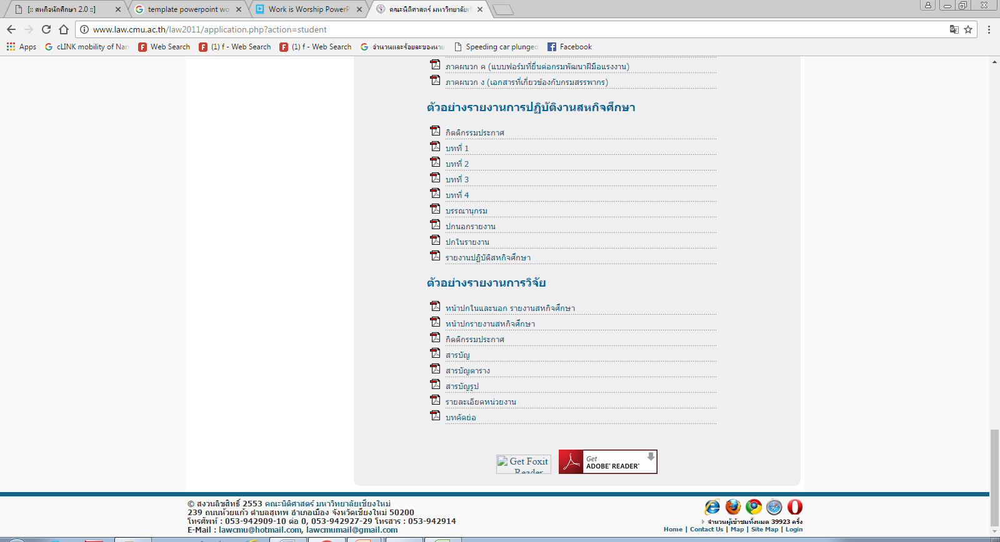 [:: สหกิจนักศึกษา 2.0 ::]
template powerpoint wo
Work is Worship PowerP
คณะนิติศาสตร์ มหาวิทยาลัยเชี
www.law.cmu.ac.th/law2011/application.php?action=student
Apps
cLINK mobility of Nan
Web Search
(1) f - Web Search
(1) f - Web Search
จำนวนและร้อยละของนาย
Speeding car plunged
Facebook
ภาคผนวก ค (แบบฟอร์มที่ยื่นต่อกรมพัฒนาฝีมือแรงงาน)
ภาคผนวก ง (เอกสารที่เกี่ยวข้องกับกรมสรรพากร)
ตัวอย่างรายงานการปฏิบัติงานสหกิจศึกษา
กิตติกรรมประกาศ
บทที่ 1
บทที่ 2
บทที่ 3
บทที่ 4
บรรณานุกรม
ปกนอกรายงาน
ปกในรายงาน
รายงานปฏิบัติสหกิจศึกษา
ตัวอย่างรายงานการวิจัย
หน้าปกในและนอก รายงานสหกิจศึกษา
หน้าปกรายงานสหกิจศึกษา
กิตติกรรมประกาศ
สารบัญ
สารบัญตาราง
สารบัญรูป
รายละเอียดหน่วยงาน
บทคัดย่อ
Get Foxit
Reader
Get
ADOBE® READER®
© สงวนลิขสิทธิ์ 2553 คณะนิติศาสตร์ มหาวิทยาลัยเชียงใหม่
239 ถนนห้วยแก้ว ตำบลสุเทพ อำเภอเมือง จังหวัดเชียงใหม่ 50200
โทรศัพท์ : 053-942909-10 ต่อ 0, 053-942927-29 โทรสาร : 053-942914
E-Mail : lawcmu@hotmail.com, lawcmumail@gmail.com
จำนวนผู้เข้าชมทั้งหมด 39923 ครั้ง
Home | Contact Us | Map | Site Map | Login